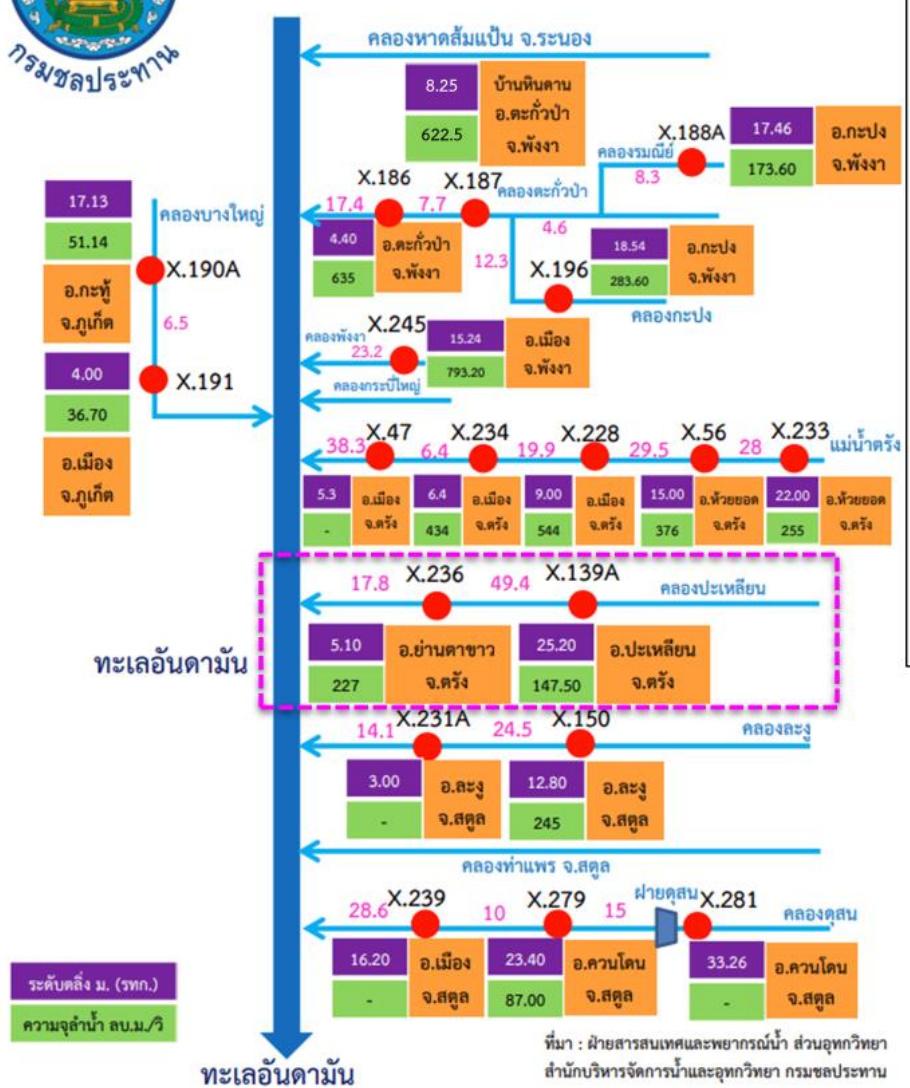 กรมชลประทาน
คลองหาดส้มแป้น จ.ระนอง
8.25
622.5
บ้านหินดาน
อ.ตะกั่วป่า
จ.พังงา
X.188A
17.46
173.60
อ.กะปง
จ.พังงา
คลองรมณีย์
8.3
X.186
X.187
คลองตะกั่วป่า
17.4
7.7
4.6
4.40
635
อ.ตะกั่วป่า
จ.พังงา
12.3
X.196
18.54
283.60
อ.กะปง
จ.พังงา
คลองกะปง
17.13
51.14
อ.กะทู้
จ.ภูเก็ต
คลองบางใหญ่
X.190A
6.5
4.00
36.70
อ.เมือง
จ.ภูเก็ต
X.191
คลองพังงา
X.245
23.2
15.24
793.20
อ.เมือง
จ.พังงา
คลองกระบี่ใหญ่
X.47
X.234
X.228
X.56
X.233
แม่น้ำตรัง
38.3
6.4
19.9
29.5
28
5.3
-
อ.เมือง
จ.ตรัง
6.4
434
อ.เมือง
จ.ตรัง
9.00
544
อ.เมือง
จ.ตรัง
15.00
376
อ.ห้วยยอด
จ.ตรัง
22.00
255
อ.ห้วยยอด
จ.ตรัง
17.8
X.236
49.4
X.139A
คลองปะเหลียน
5.10
227
อ.ย่านตาขาว
จ.ตรัง
25.20
147.50
อ.ปะเหลียน
จ.ตรัง
ทะเลอันดามัน
14.1
X.231A
24.5
X.150
คลองละงู
3.00
-
อ.ละงู
จ.สตูล
12.80
245
อ.ละงู
จ.สตูล
คลองท่าแพร จ.สตูล
28.6
X.239
10
X.279
15
ฝายดุสน
X.281
คลองดุสน
16.20
-
อ.เมือง
จ.สตูล
23.40
87.00
อ.ควนโดน
จ.สตูล
33.26
-
อ.ควนโดน
จ.สตูล
ระดับตลิ่ง ม. (รทก.)
ความจุลำน้ำ ลบ.ม./วิ
ทะเลอันดามัน
ที่มา : ฝ่ายสารสนเทศและพยากรณ์น้ำ ส่วนอุทกวิทยา
สำนักบริหารจัดการน้ำและอุทกวิทยา กรมชลประทาน